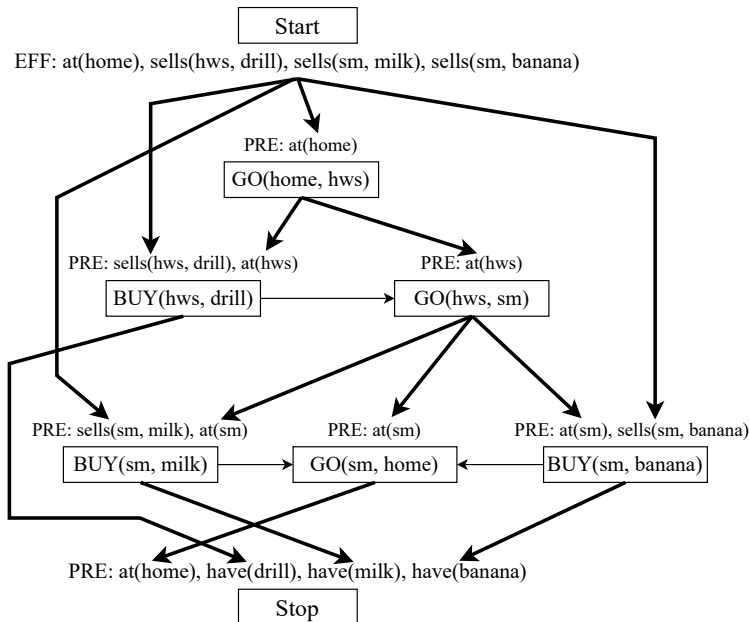 Start
EFF: at(home), sells(hws, drill), sells(sm, milk), sells(sm, banana)
PRE: at(home)
GO(home, hws)
PRE: sells(hws, drill), at(hws)
PRE: at(hws)
BUY(hws, drill)
GO(hws, sm)
PRE: sells(sm, milk), at(sm)
PRE: at(sm)
PRE: at(sm), sells(sm, banana)
BUY(sm, milk)
GO(sm, home)
BUY(sm, banana)
PRE: at(home), have(drill), have(milk), have(banana)
Stop